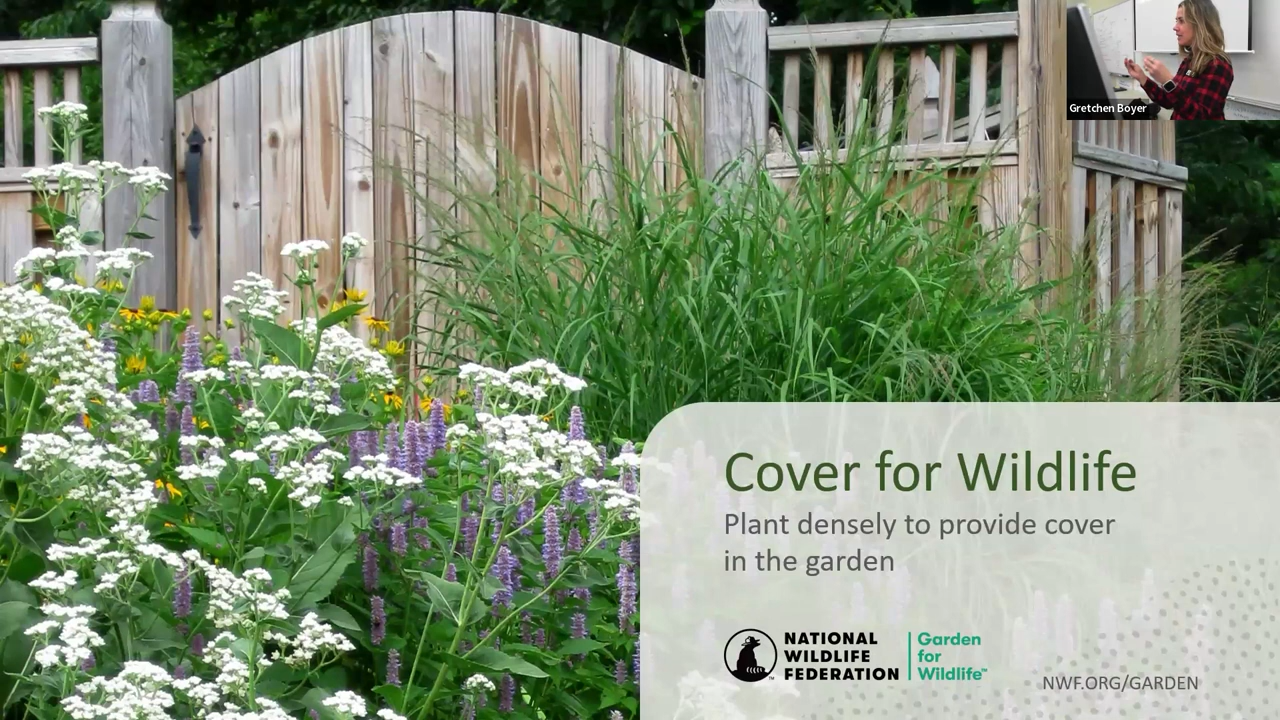 Gretchen Boyer
Cover for Wildlife
Plant densely to provide cover
in the garden
NATIONAL
WILDLIFE
FEDERATION
Garden
for
Wildlife™
NWF.ORG/GARDEN